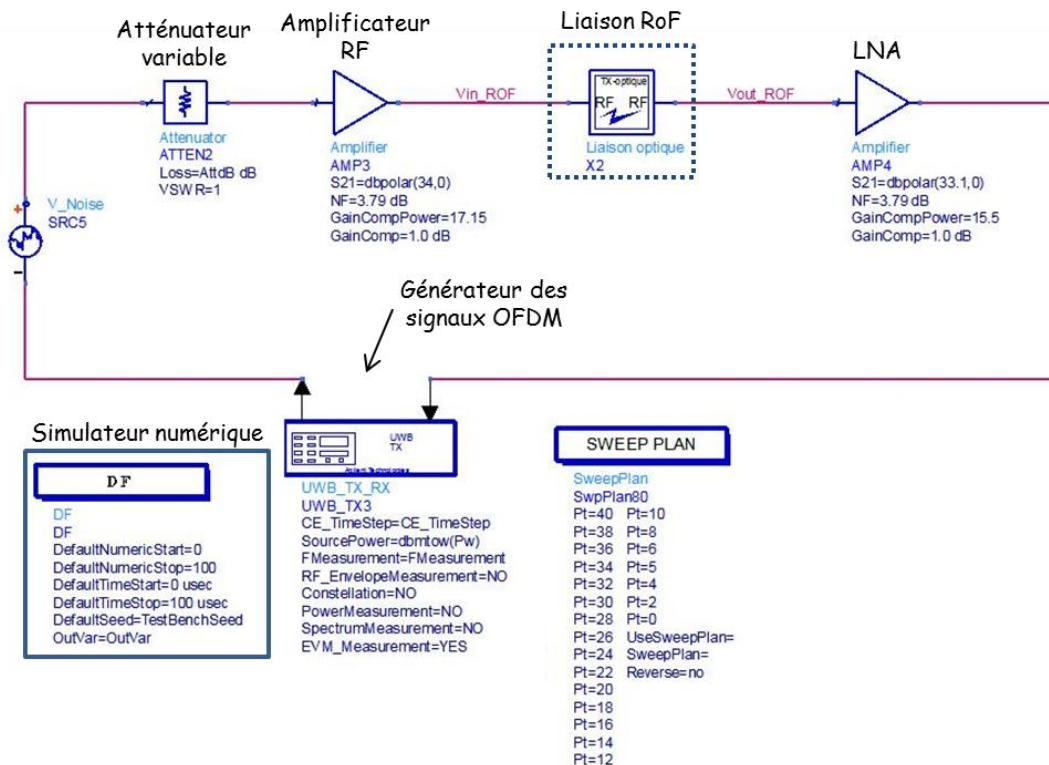 Atténuateur
variable
Amplificateur
RF
Liaison RoF
LNA
Attenuator
ATTEN2
Loss=AttdB dB
VSWR=1
Amplifier
AMP3
S21=dbpolar(34,0)
NF=3.79 dB
GainCompPower=17.15
GainComp=1.0 dB
Vin_ROF
TX-optique
RF RF
Liaison optique
X2
Vout_ROF
Amplifier
AMP4
S21=dbpolar(33.1,0)
NF=3.79 dB
GainCompPower=15.5
GainComp=1.0 dB
+
V_Noise
SRC5
-
Générateur des
signaux OFDM
Simulateur numérique
DF
DF
DF
DefaultNumericStart=0
DefaultNumericStop=100
DefaultTimeStart=0 usec
DefaultTimeStop=100 usec
DefaultSeed=TestBenchSeed
OutVar=OutVar
UWB
TX
Agilent Technologies
UWB_TX_RX
UWB_TX3
CE_TimeStep=CE_TimeStep
SourcePower=dbmtow(Pw)
FMeasurement=FMeasurement
RF_EnvelopeMeasurement=NO
Constellation=NO
PowerMeasurement=NO
SpectrumMeasurement=NO
EVM_Measurement=YES
SWEEP PLAN
SweepPlan
SwpPlan80
Pt=40 Pt=10
Pt=38 Pt=8
Pt=36 Pt=6
Pt=34 Pt=5
Pt=32 Pt=4
Pt=30 Pt=2
Pt=28 Pt=0
Pt=26 UseSweepPlan=
Pt=24 SweepPlan=
Pt=22 Reverse=no
Pt=20
Pt=18
Pt=16
Pt=14
Pt=12